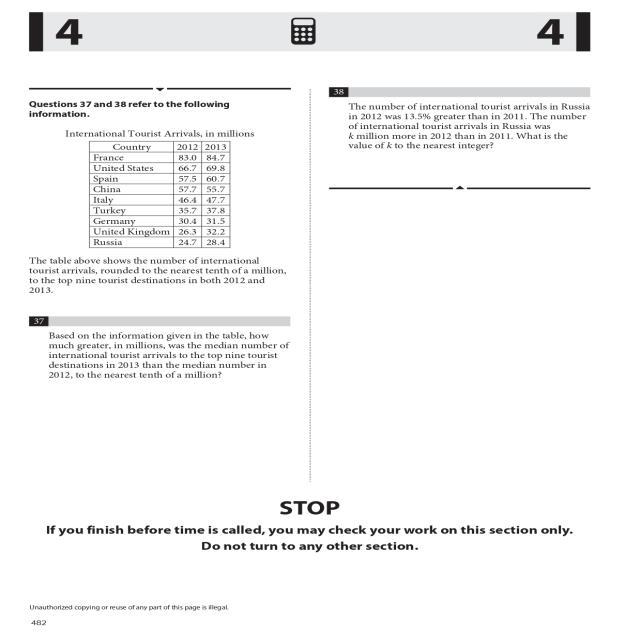 4
4
Questions 37 and 38 refer to the following
information.
International Tourist Arrivals, in millions
Country 2012 2013
France 83.0 84.7
United States 66.7 69.8
Spain 57.5 60.7
China 57.7 55.7
Italy 46.4 47.7
Turkey 35.7 37.8
Germany 30.4 31.5
United Kingdom 26.3 32.2
Russia 24.7 28.4
The table above shows the number of international
tourist arrivals, rounded to the nearest tenth of a million,
to the top nine tourist destinations in both 2012 and
2013.
37
Based on the information given in the table, how
much greater, in millions, was the median number of
international tourist arrivals to the top nine tourist
destinations in 2013 than the median number in
2012, to the nearest tenth of a million?
38
The number of international tourist arrivals in Russia
in 2012 was 13.5% greater than in 2011. The number
of international tourist arrivals in Russia was
k million more in 2012 than in 2011. What is the
value of k to the nearest integer?
STOP
If you finish before time is called, you may check your work on this section only.
Do not turn to any other section.
Unauthorized copying or reuse of any part of this page is illegal.
482